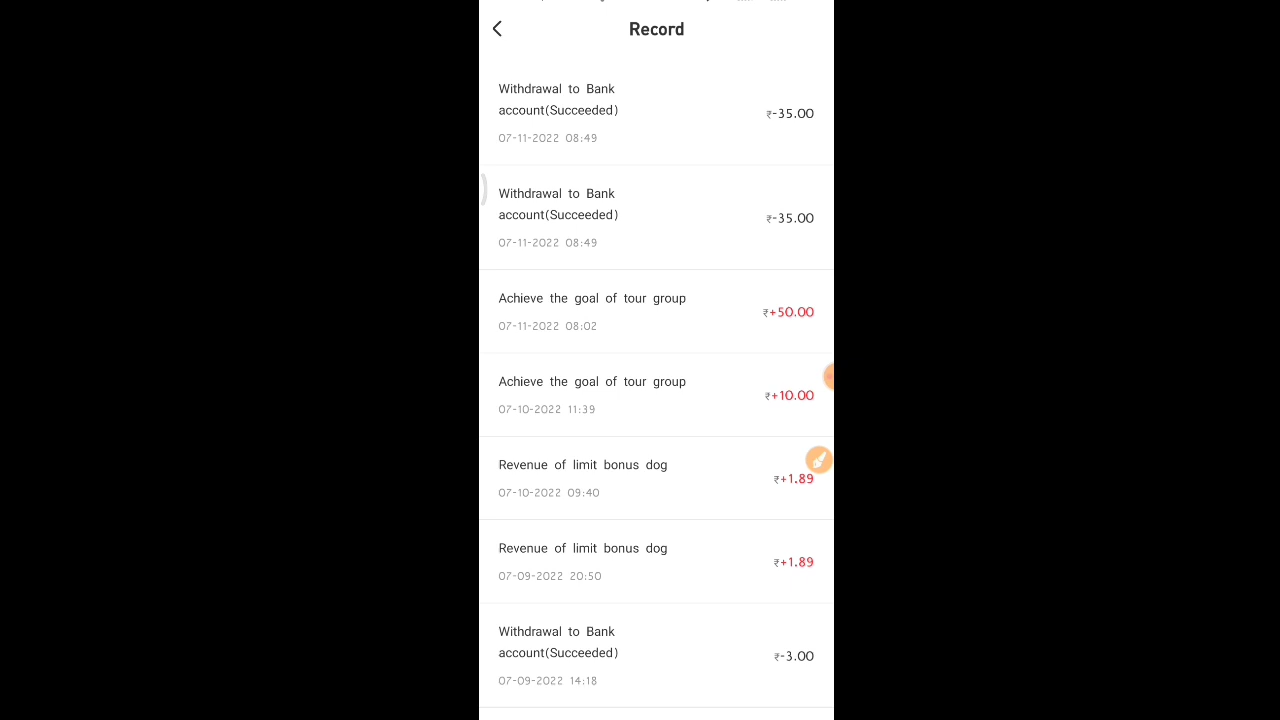 Record
Withdrawal to Bank
account(Succeeded)
₹-35.00
07-11-2022 08:49
Withdrawal to Bank
account(Succeeded)
₹-35.00
07-11-2022 08:49
Achieve the goal of tour group
₹+50.00
07-11-2022 08:02
Achieve the goal of tour group
₹+10.00
07-10-2022 11:39
Revenue of limit bonus dog
₹+1.89
07-10-2022 09:40
Revenue of limit bonus dog
₹+1.89
07-09-2022 20:50
Withdrawal to Bank
account(Succeeded)
₹-3.00
07-09-2022 14:18